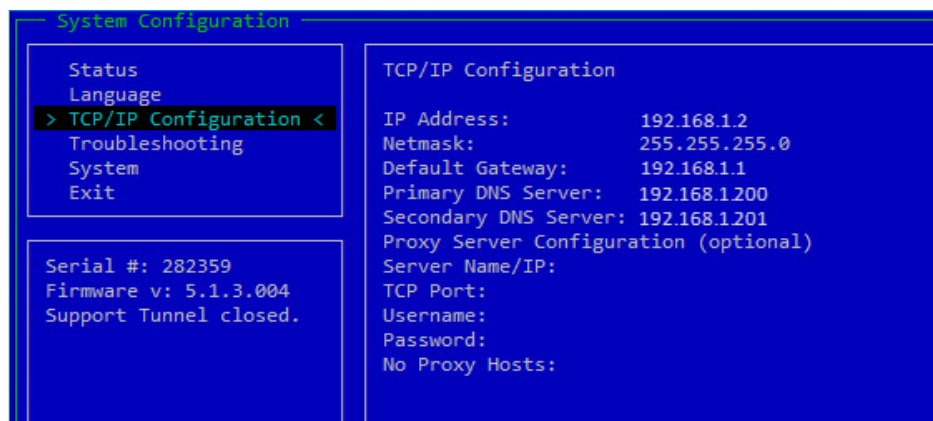 System Configuration
Status
Language
> TCP/IP Configuration <
Troubleshooting
System
Exit
Serial #: 282359
Firmware v: 5.1.3.004
Support Tunnel closed.
TCP/IP Configuration
IP Address: 192.168.1.2
Netmask: 255.255.255.0
Default Gateway: 192.168.1.1
Primary DNS Server: 192.168.1.200
Secondary DNS Server: 192.168.1.201
Proxy Server Configuration (optional)
Server Name/IP:
TCP Port:
Username:
Password:
No Proxy Hosts: